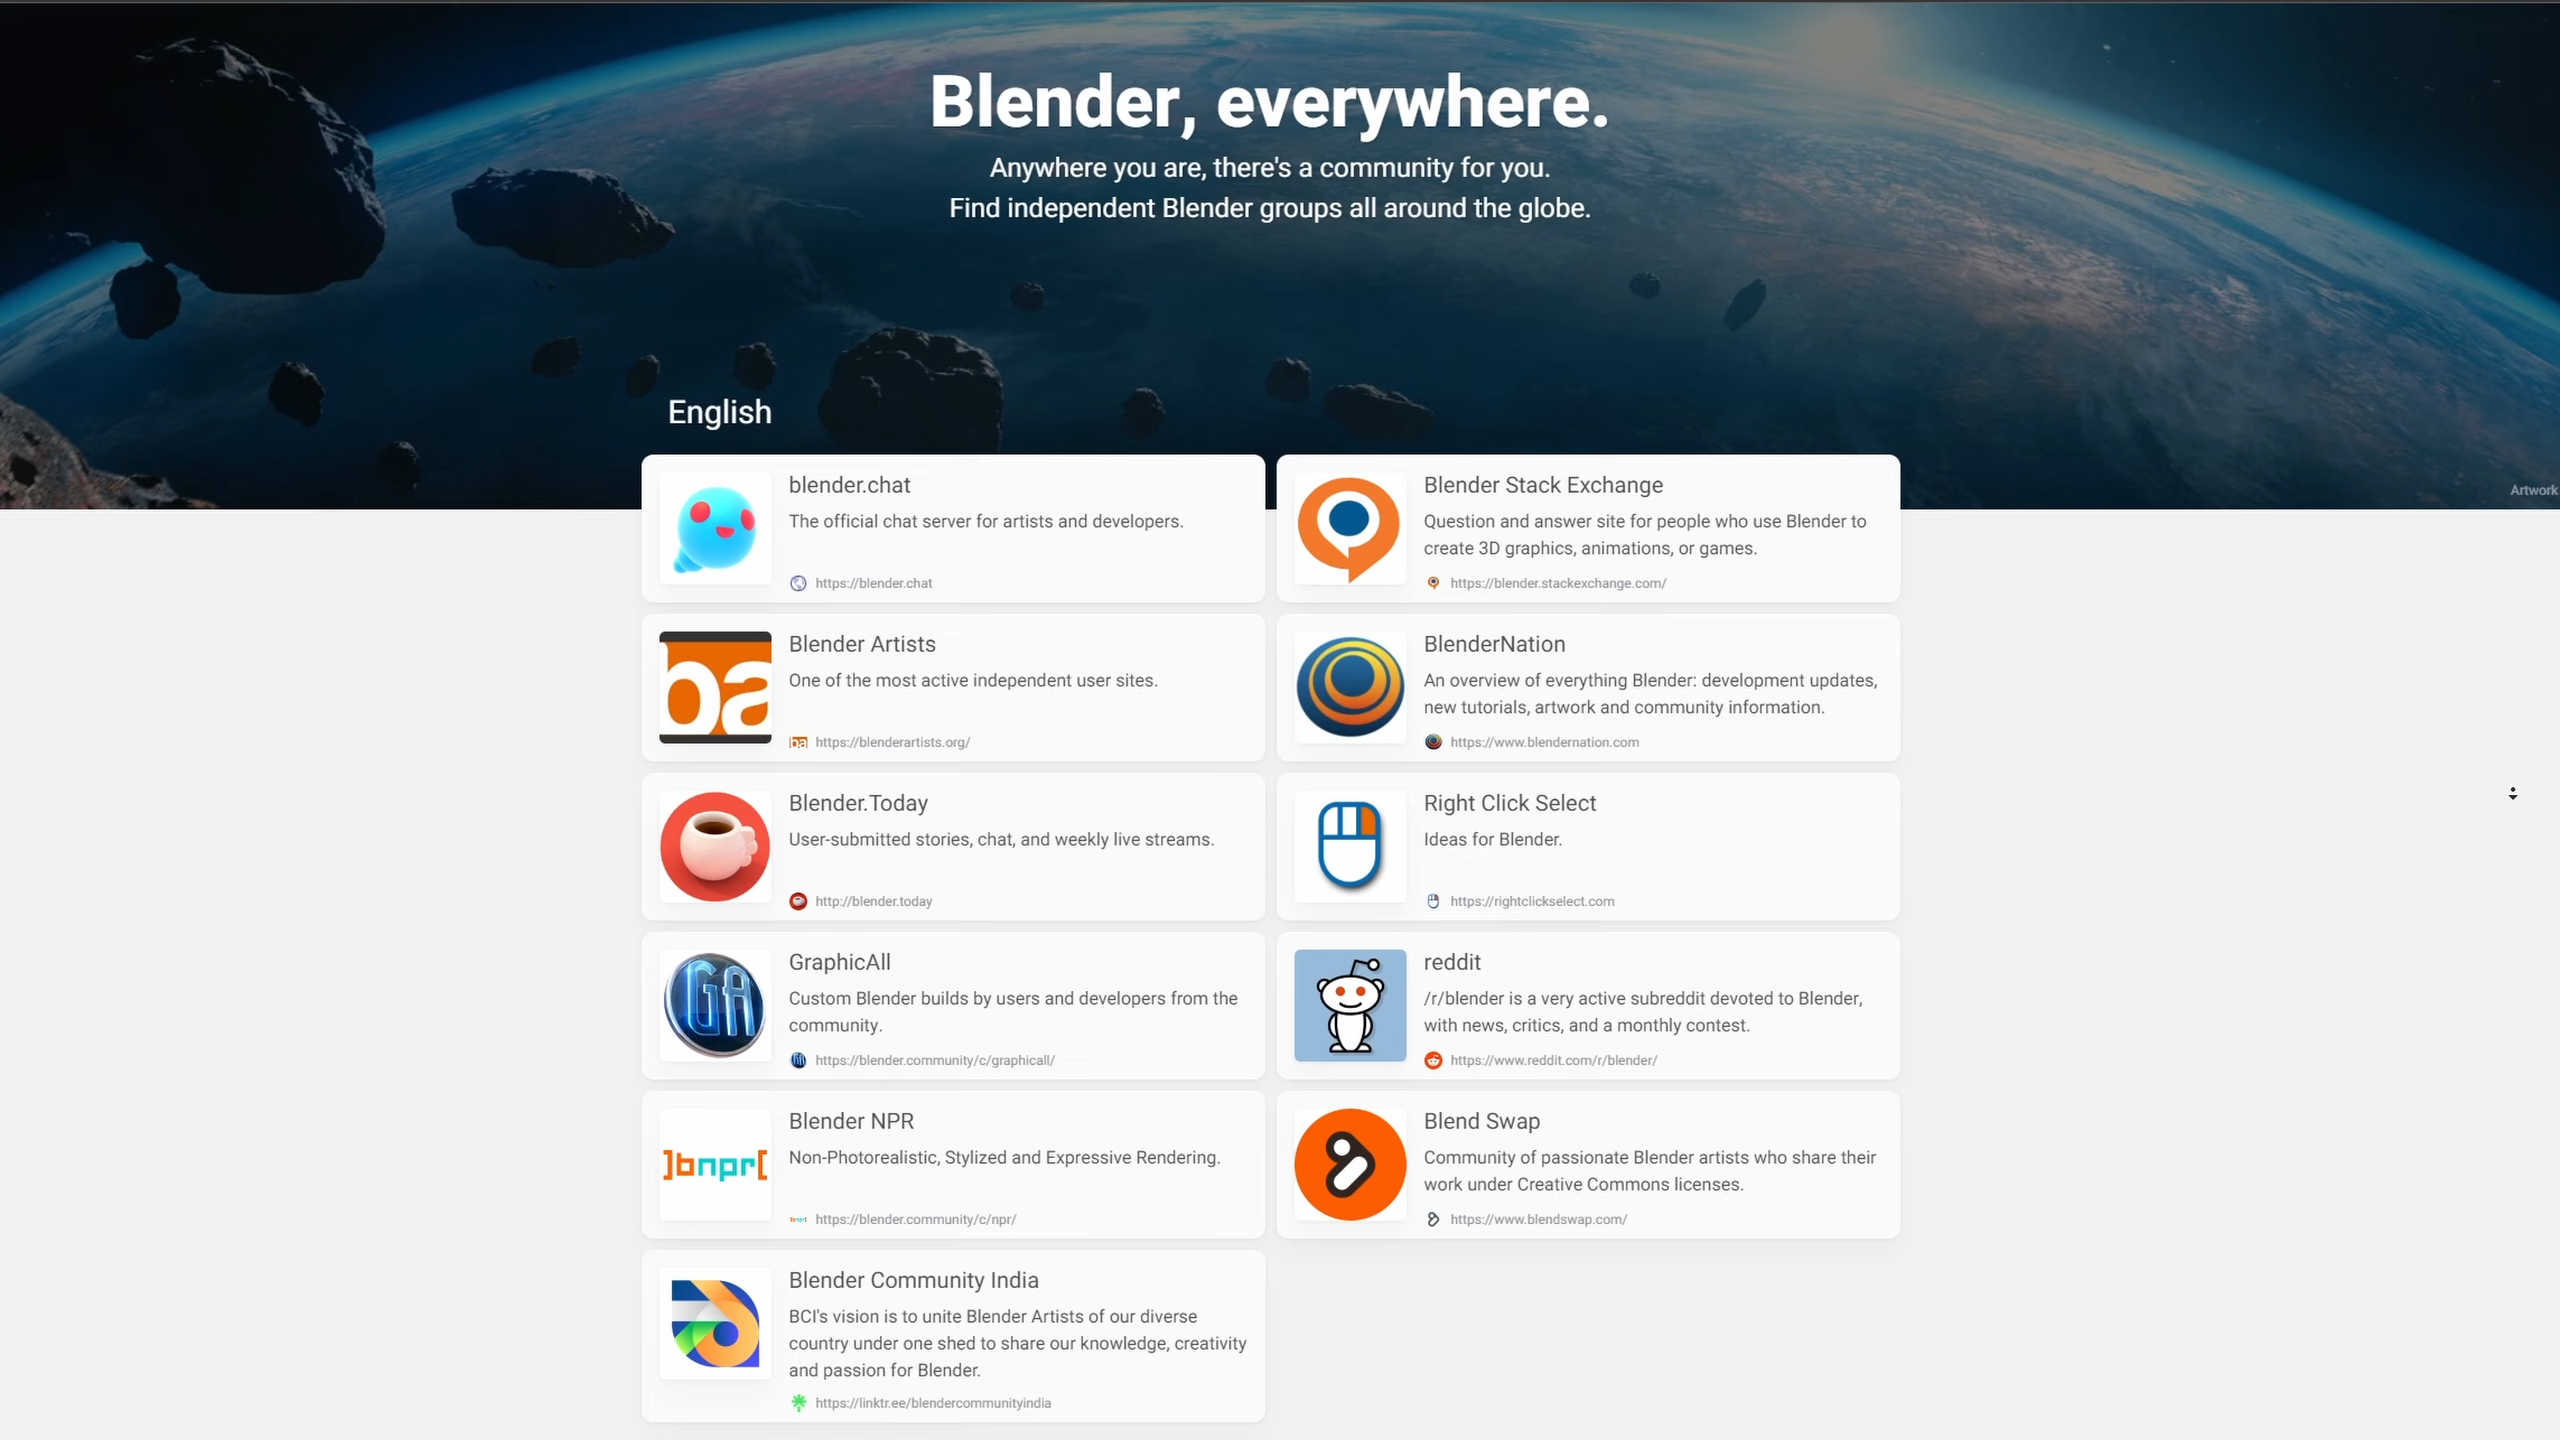 Blender, everywhere.
Anywhere you are, there's a community for you.
Find independent Blender groups all around the globe.
English
Artwork
blender.chat
The official chat server for artists and developers.
https://blender.chat
Blender Stack Exchange
Question and answer site for people who use Blender to
create 3D graphics, animations, or games.
https://blender.stackexchange.com/
ba
Blender Artists
One of the most active independent user sites.
ba https://blenderartists.org/
BlenderNation
An overview of everything Blender: development updates,
new tutorials, artwork and community information.
https://www.blendernation.com
Blender.Today
User-submitted stories, chat, and weekly live streams.
http://blender.today
Right Click Select
Ideas for Blender.
https://rightclickselect.com
GA
GraphicAll
Custom Blender builds by users and developers from the
community.
GA https://blender.community/c/graphicall/
reddit
/r/blender is a very active subreddit devoted to Blender,
with news, critics, and a monthly contest.
https://www.reddit.com/r/blender/
]bnpr[
Blender NPR
Non-Photorealistic, Stylized and Expressive Rendering.
]bnpr[ https://blender.community/c/npr/
Blend Swap
Community of passionate Blender artists who share their
work under Creative Commons licenses.
https://www.blendswap.com/
Blender Community India
BCI's vision is to unite Blender Artists of our diverse
country under one shed to share our knowledge, creativity
and passion for Blender.
https://linktr.ee/blendercommunityindia